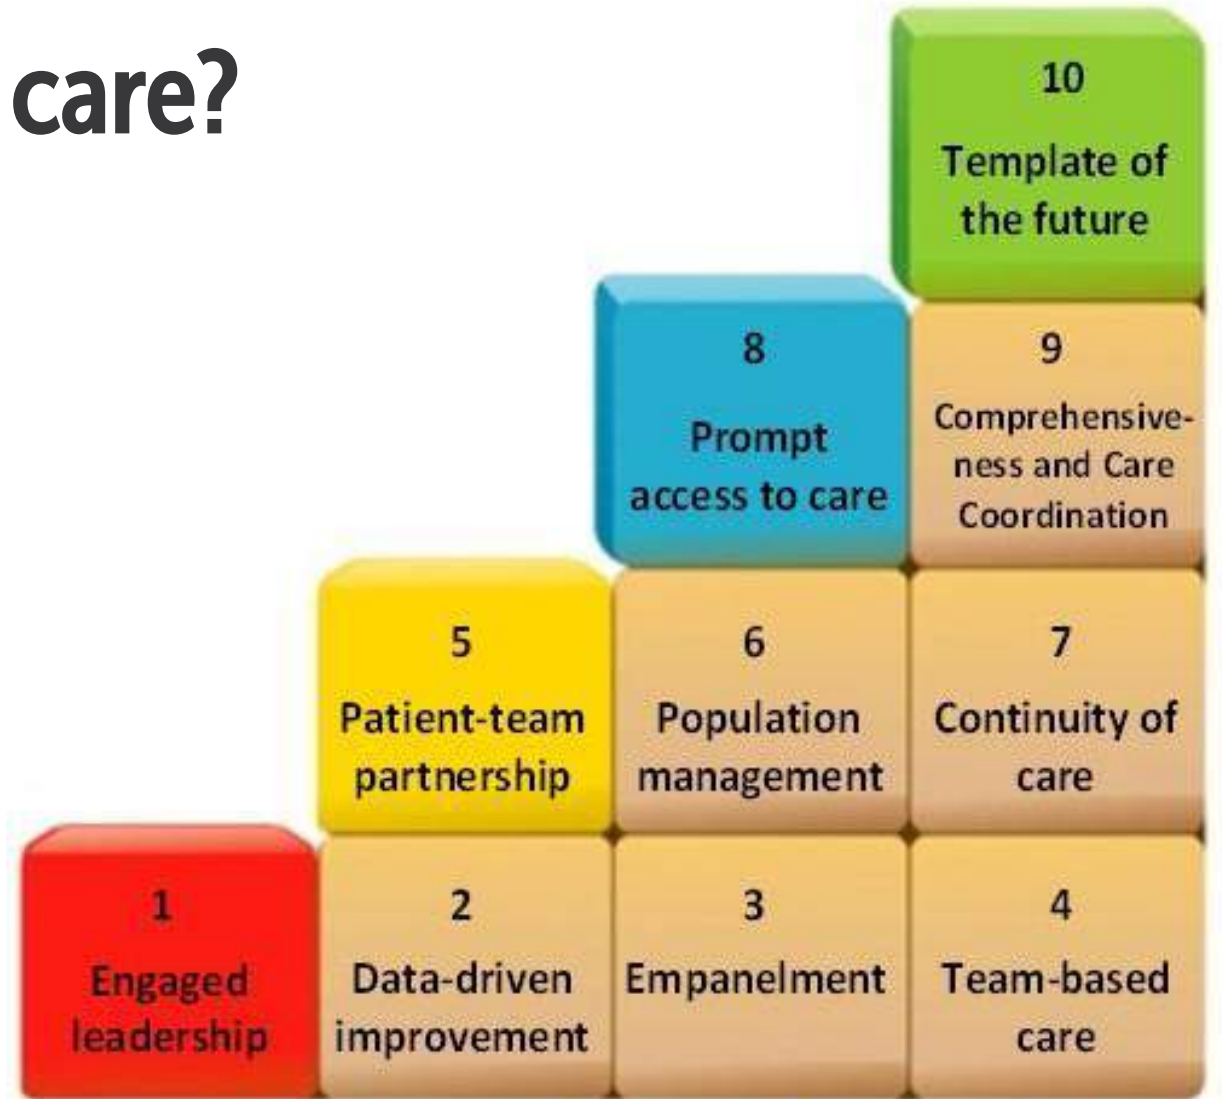 care?
10
Template of
the future
8
Prompt
access to care
9
Comprehensive-
ness and Care
Coordination
5
Patient-team
partnership
6
Population
management
7
Continuity of
care
1
Engaged
leadership
2
Data-driven
improvement
3
Empanelment
4
Team-based
care